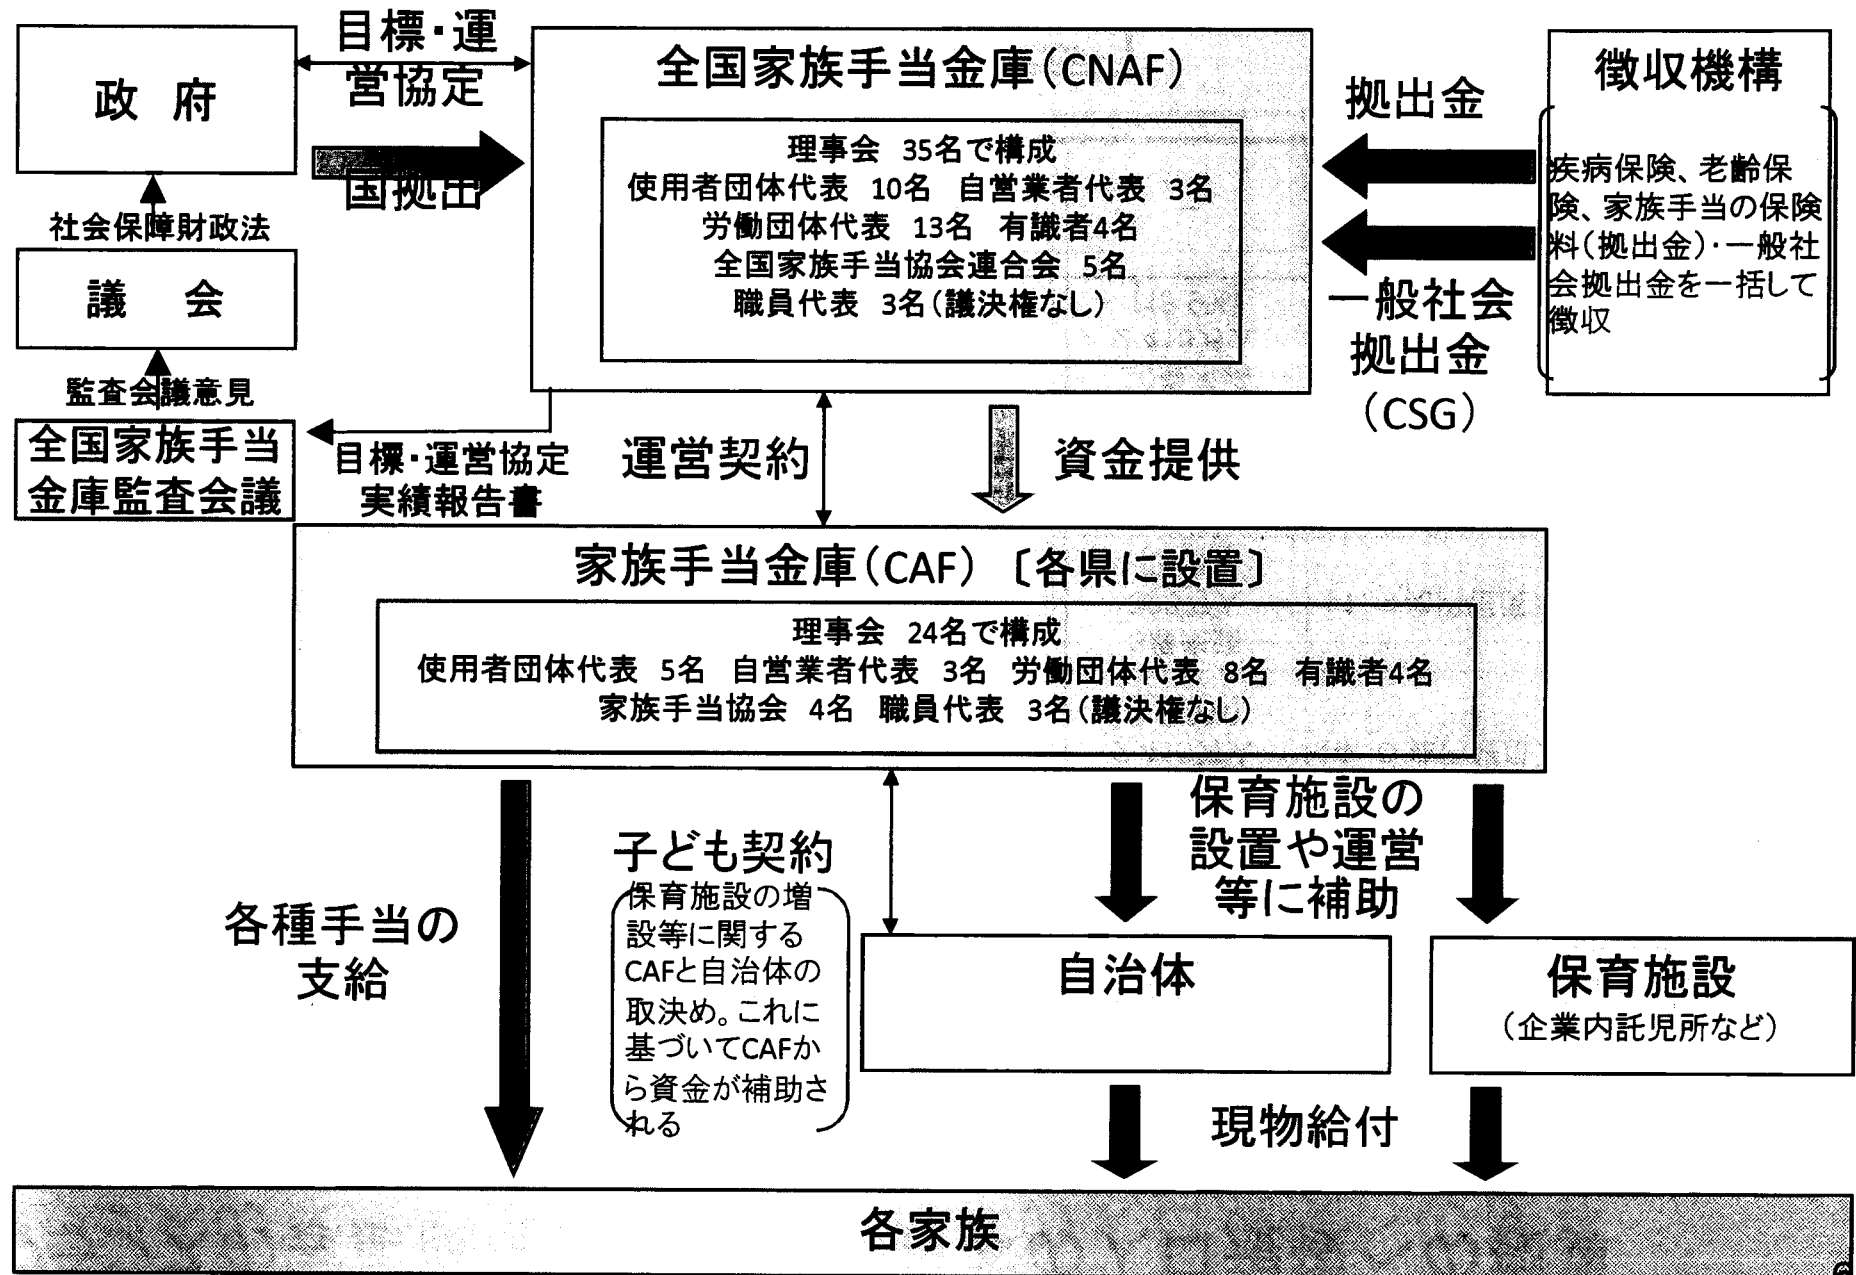 政　府
目標・運
営協定
国拠出
社会保障財政法
議　会
監査会議意見
全国家族手当
金庫監査会議
目標・運営協定
実績報告書
全国家族手当金庫（CNAF）
理事会　35名で構成
使用者団体代表　10名　自営業者代表　3名
労働団体代表　13名　有識者4名
全国家族手当協会連合会　5名
職員代表　3名（議決権なし）
拠出金
一般社会
拠出金
（CSG）
徴収機構
疾病保険、老齢保
険、家族手当の保険
料（拠出金）・一般社
会拠出金を一括して
徴収
運営契約
資金提供
家族手当金庫（CAF）〔各県に設置〕
理事会　24名で構成
使用者団体代表　5名　自営業者代表　3名　労働団体代表　8名　有識者4名
家族手当協会　4名　職員代表　3名（議決権なし）
各種手当の
支給
子ども契約
保育施設の増
設等に関する
CAFと自治体の
取決め。これに
基づいてCAFか
ら資金が補助さ
れる
保育施設の
設置や運営
等に補助
自治体
保育施設
（企業内託児所など）
現物給付
各家族